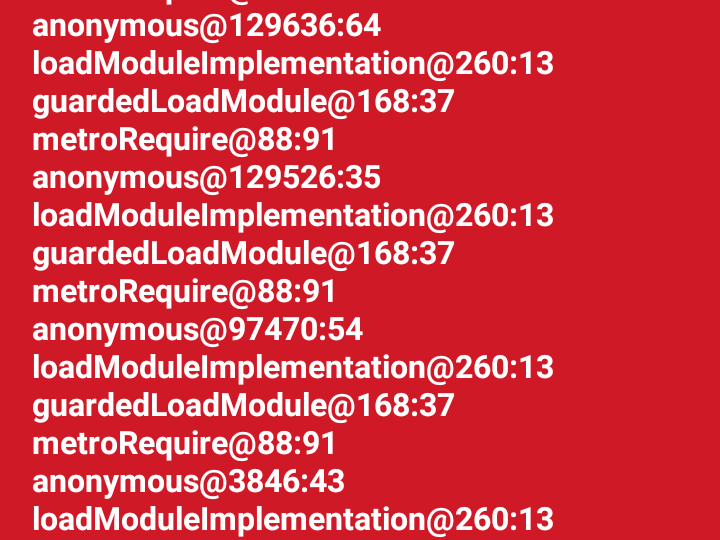 anonymous@129636:64
loadModuleImplementation@260:13
guardedLoadModule@168:37
metroRequire@88:91
anonymous@129526:35
loadModuleImplementation@260:13
guardedLoadModule@168:37
metroRequire@88:91
anonymous@97470:54
loadModuleImplementation@260:13
guardedLoadModule@168:37
metroRequire@88:91
anonymous@3846:43
loadModuleImplementation@260:13